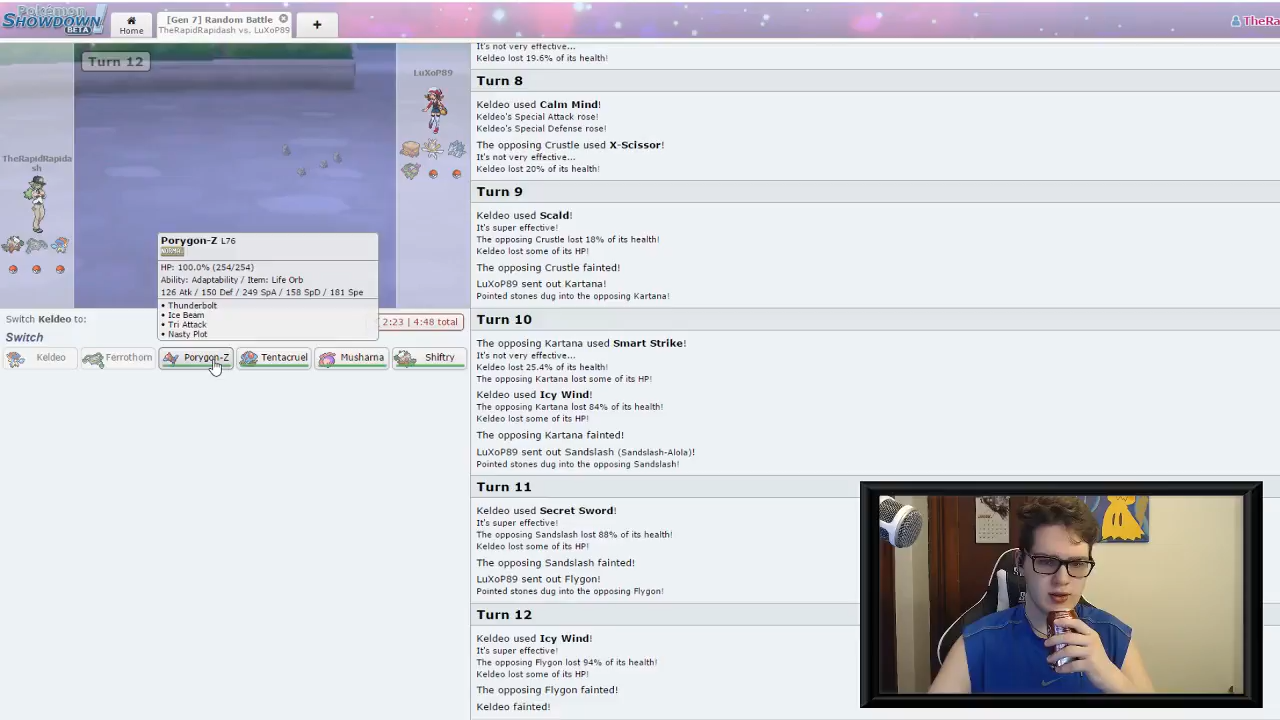 Pokémon
SHOWDOWN!
BETA
Home
[Gen 7] Random Battle
TheRapidRapidash vs. LuXoP89
+
Turn 12
LuXoP89
TheRapidRapida
sh
Porygon-Z L76
NORMAL
HP: 100.0% (254/254)
Ability: Adaptability / Item: Life Orb
126 Atk / 150 Def / 249 SpA / 158 SpD / 181 Spe
• Thunderbolt
• Ice Beam
• Tri Attack
• Nasty Plot
Switch Keldeo to:
2:23 | 4:48 total
Switch
Keldeo
Ferrothorn
Porygon-Z
Tentacruel
Musharna
Shiftry
It's not very effective...
Keldeo lost 19.6% of its health!
Turn 8
Keldeo used Calm Mind!
Keldeo's Special Attack rose!
Keldeo's Special Defense rose!
The opposing Crustle used X-Scissor!
It's not very effective...
Keldeo lost 20% of its health!
Turn 9
Keldeo used Scald!
It's super effective!
The opposing Crustle lost 18% of its health!
Keldeo lost some of its HP!
The opposing Crustle fainted!
LuXoP89 sent out Kartana!
Pointed stones dug into the opposing Kartana!
Turn 10
The opposing Kartana used Smart Strike!
It's not very effective...
Keldeo lost 25.4% of its health!
The opposing Kartana lost some of its HP!
Keldeo used Icy Wind!
The opposing Kartana lost 84% of its health!
Keldeo lost some of its HP!
The opposing Kartana fainted!
LuXoP89 sent out Sandslash (Sandslash-Alola)!
Pointed stones dug into the opposing Sandslash!
Turn 11
Keldeo used Secret Sword!
It's super effective!
The opposing Sandslash lost 88% of its health!
Keldeo lost some of its HP!
The opposing Sandslash fainted!
LuXoP89 sent out Flygon!
Pointed stones dug into the opposing Flygon!
Turn 12
Keldeo used Icy Wind!
It's super effective!
The opposing Flygon lost 94% of its health!
Keldeo lost some of its HP!
The opposing Flygon fainted!
Keldeo fainted!
TheRa